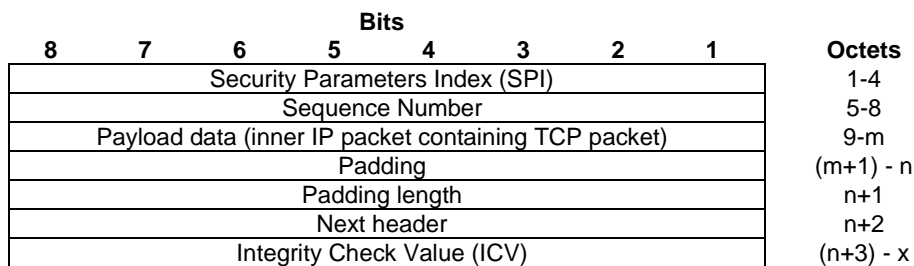 Bits
8 7 6 5 4 3 2 1 Octets
Security Parameters Index (SPI) 1-4
Sequence Number 5-8
Payload data (inner IP packet containing TCP packet) 9-m
Padding (m+1) - n
Padding length n+1
Next header n+2
Integrity Check Value (ICV) (n+3) - x